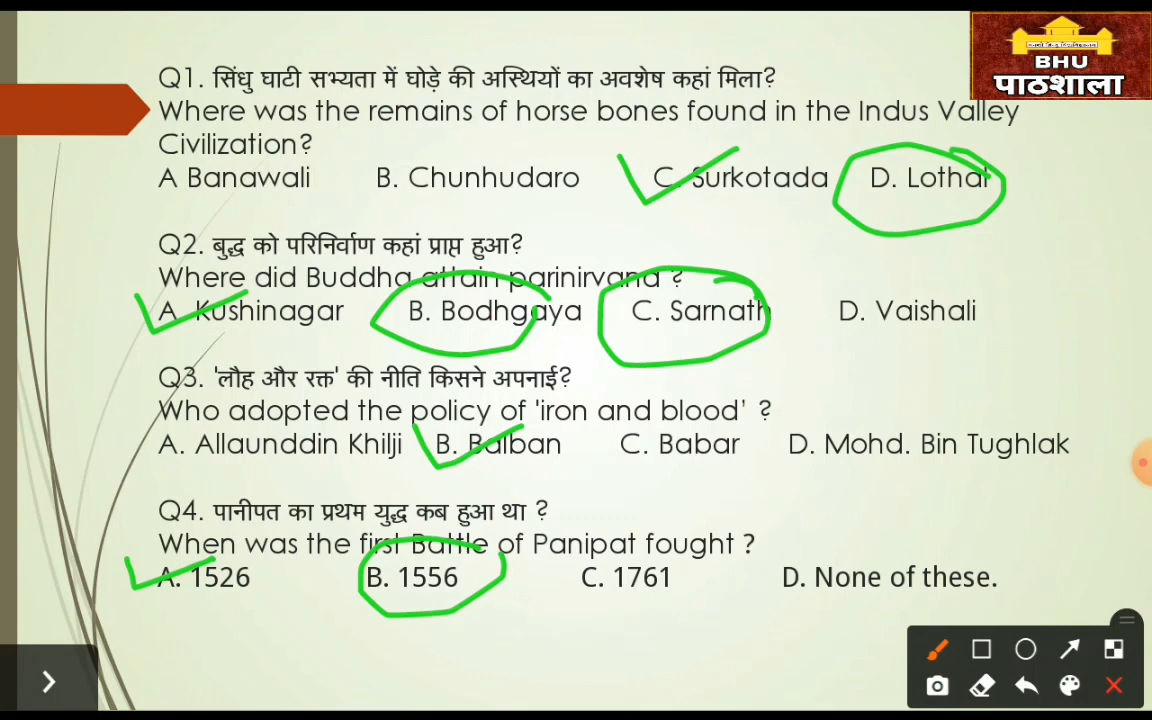 BHU
पाठशाला
Q1. सिंधु घाटी सभ्यता में घोड़े की अस्थियों का अवशेष कहां मिला?
Where was the remains of horse bones found in the Indus Valley
Civilization?
A Banawali B. Chunhudaro C. Surkotada D. Lothal
Q2. बुद्ध को परिनिर्वाण कहां प्राप्त हुआ?
Where did Buddha attain parinirvana ?
A. Kushinagar B. Bodhgaya C. Sarnath D. Vaishali
Q3. 'लौह और रक्त' की नीति किसने अपनाई?
Who adopted the policy of 'iron and blood' ?
A. Allaunddin Khilji B. Balban C. Babar D. Mohd. Bin Tughlak
Q4. पानीपत का प्रथम युद्ध कब हुआ था ?
When was the first Battle of Panipat fought ?
A. 1526 B. 1556 C. 1761 D. None of these.